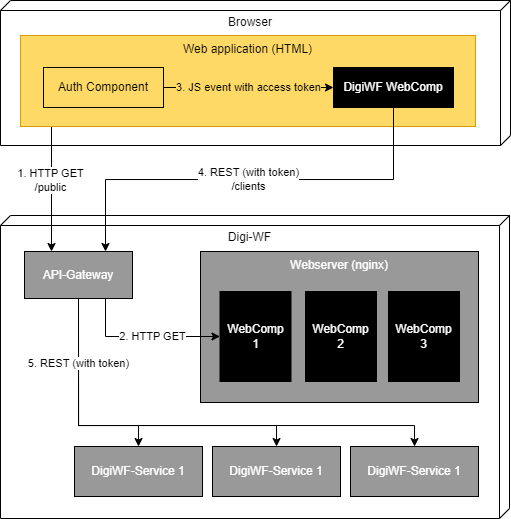 Browser
Web application (HTML)
Auth Component
3. JS event with access token
DigiWF WebComp
1. HTTP GET
/public
4. REST (with token)
/clients
Digi-WF
API-Gateway
Webserver (nginx)
2. HTTP GET
WebComp
1
WebComp
2
WebComp
3
5. REST (with token)
DigiWF-Service 1
DigiWF-Service 1
DigiWF-Service 1